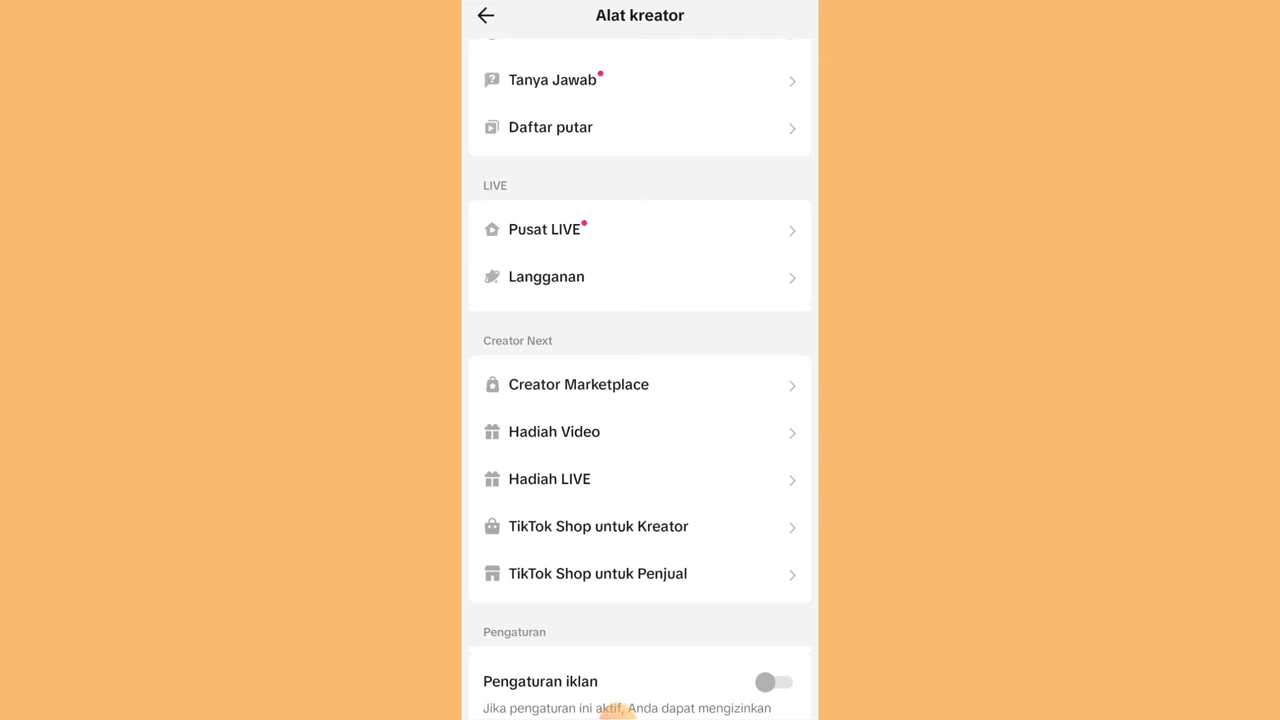 Alat kreator
Tanya Jawab
Daftar putar
LIVE
Pusat LIVE
Langganan
Creator Next
Creator Marketplace
Hadiah Video
Hadiah LIVE
TikTok Shop untuk Kreator
TikTok Shop untuk Penjual
Pengaturan
Pengaturan iklan
Jika pengaturan ini aktif, Anda dapat mengizinkan